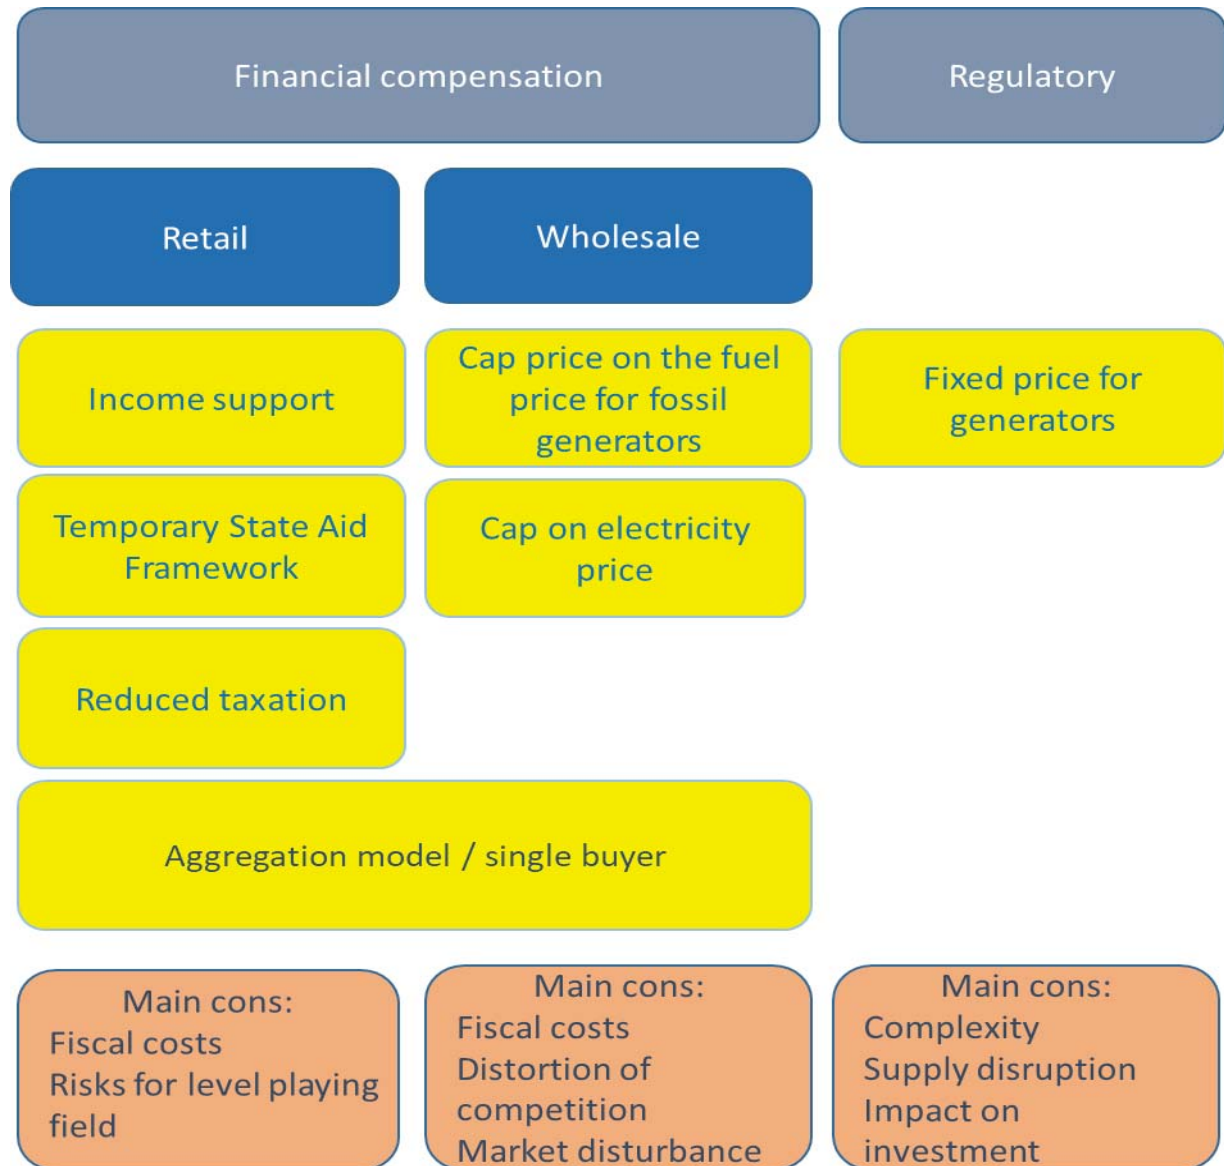 Financial compensation
Regulatory
Retail
Wholesale
Income support
Cap price on the fuel
price for fossil
generators
Fixed price for
generators
Temporary State Aid
Framework
Cap on electricity
price
Reduced taxation
Aggregation model / single buyer
Main cons:
Fiscal costs
Risks for level playing
field
Main cons:
Fiscal costs
Distortion of
competition
Market disturbance
Main cons:
Complexity
Supply disruption
Impact on
investment